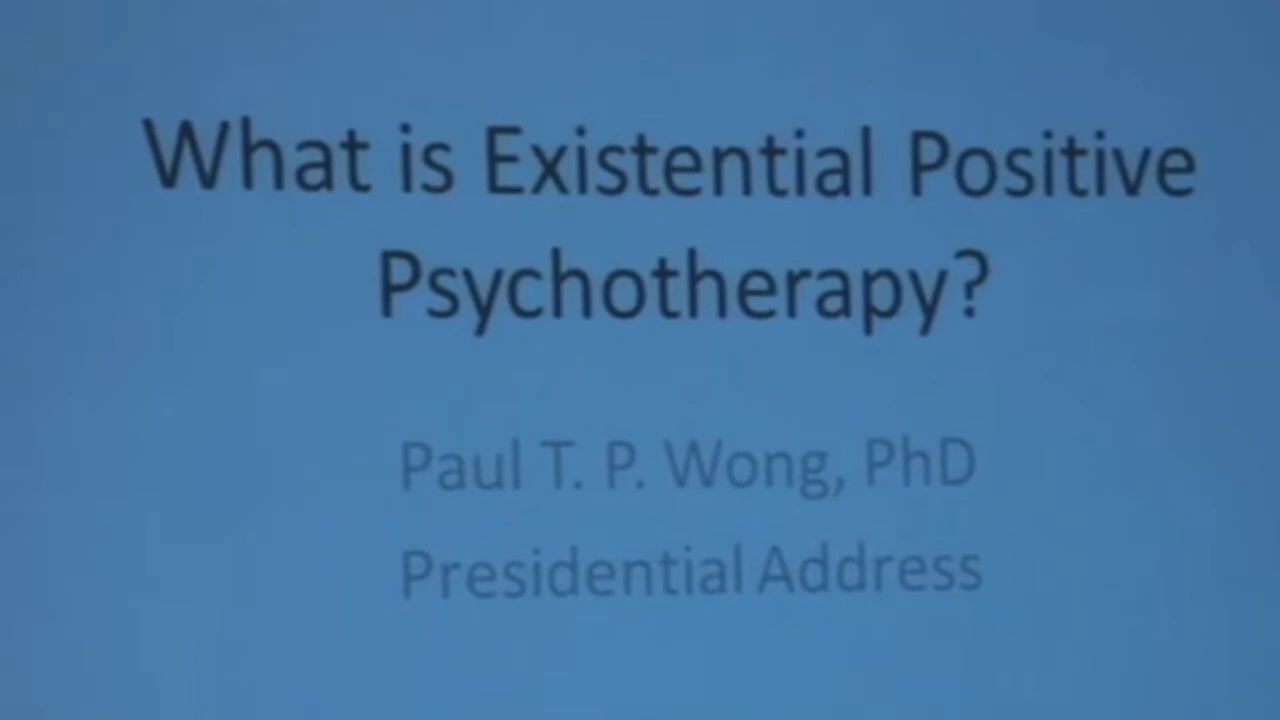 What is Existential Positive
Psychotherapy?
Paul T. P. Wong, PhD
Presidential Address